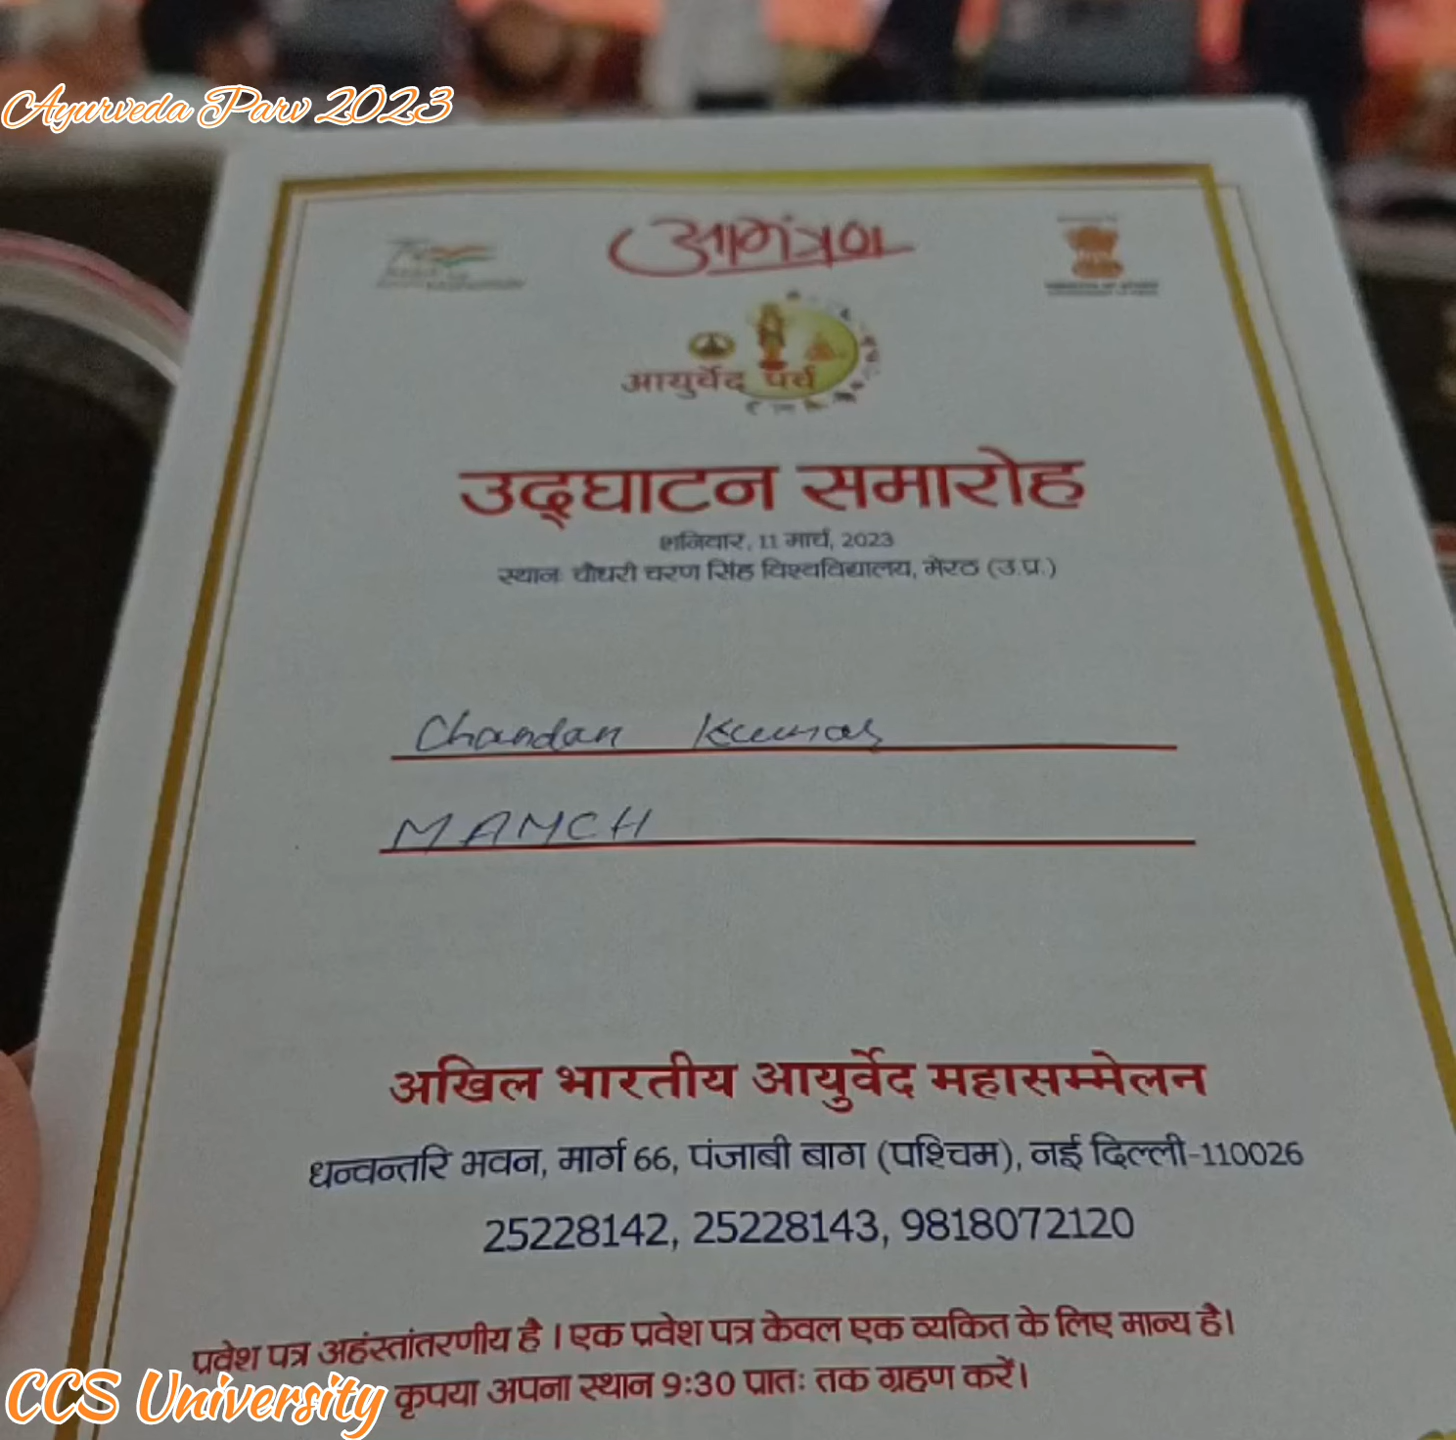 Ayurveda Parv 2023
आमंत्रण
आयुर्वेद पर्व
उद्घाटन समारोह
शनिवार, 11 मार्च, 2023
स्थान: चौधरी चरण सिंह विश्वविद्यालय, मेरठ (उ.प्र.)
Chandan Kumar
MAMCH
अखिल भारतीय आयुर्वेद महासम्मेलन
धन्वन्तरि भवन, मार्ग 66, पंजाबी बाग (पश्चिम), नई दिल्ली-110026
25228142, 25228143, 9818072120
प्रवेश पत्र अहंस्तांतरणीय है। एक प्रवेश पत्र केवल एक व्यकित के लिए मान्य है।
कृपया अपना स्थान 9:30 प्रातः तक ग्रहण करें।
CCS University